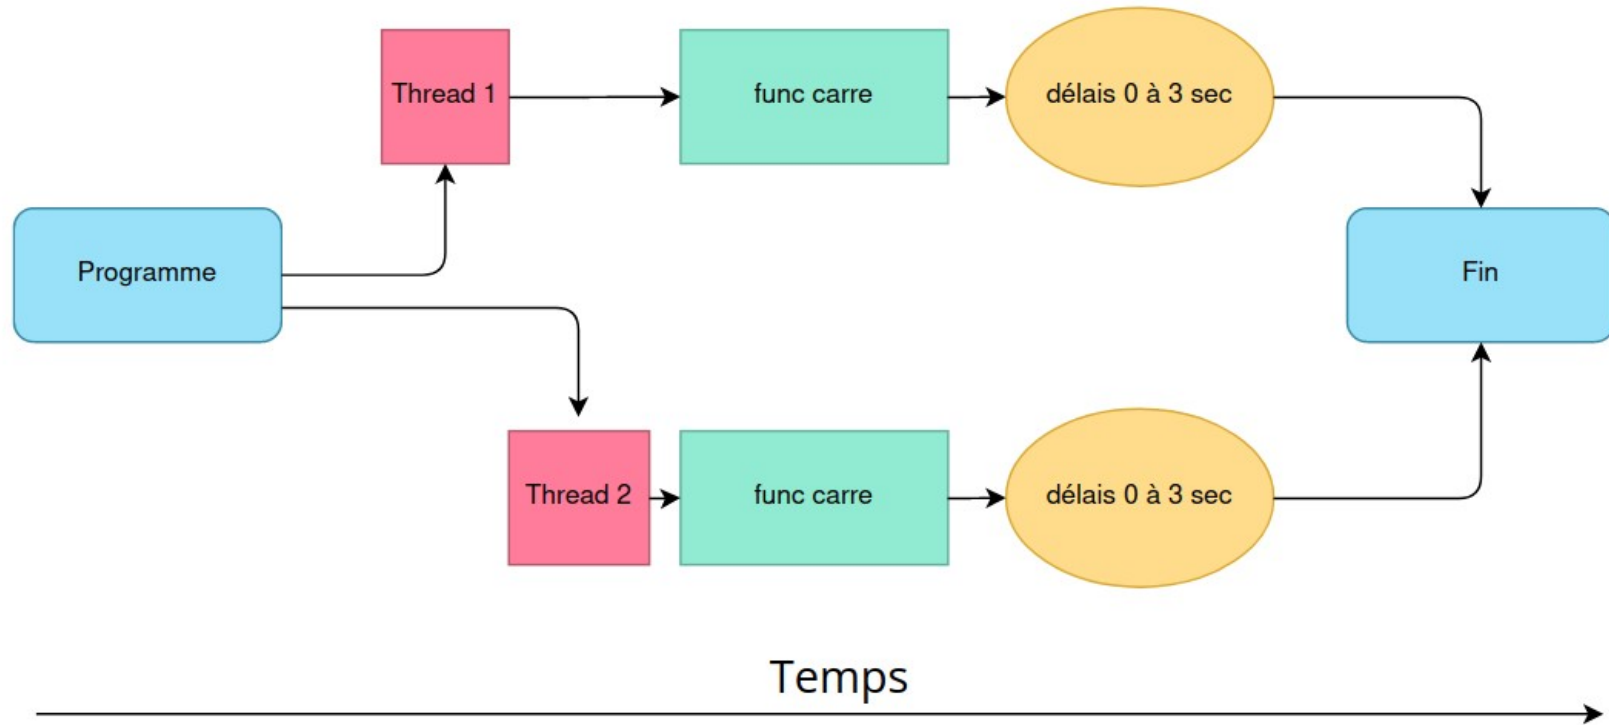 Thread 1
func carre
délais 0 à 3 sec
Programme
Fin
Thread 2
func carre
délais 0 à 3 sec
Temps